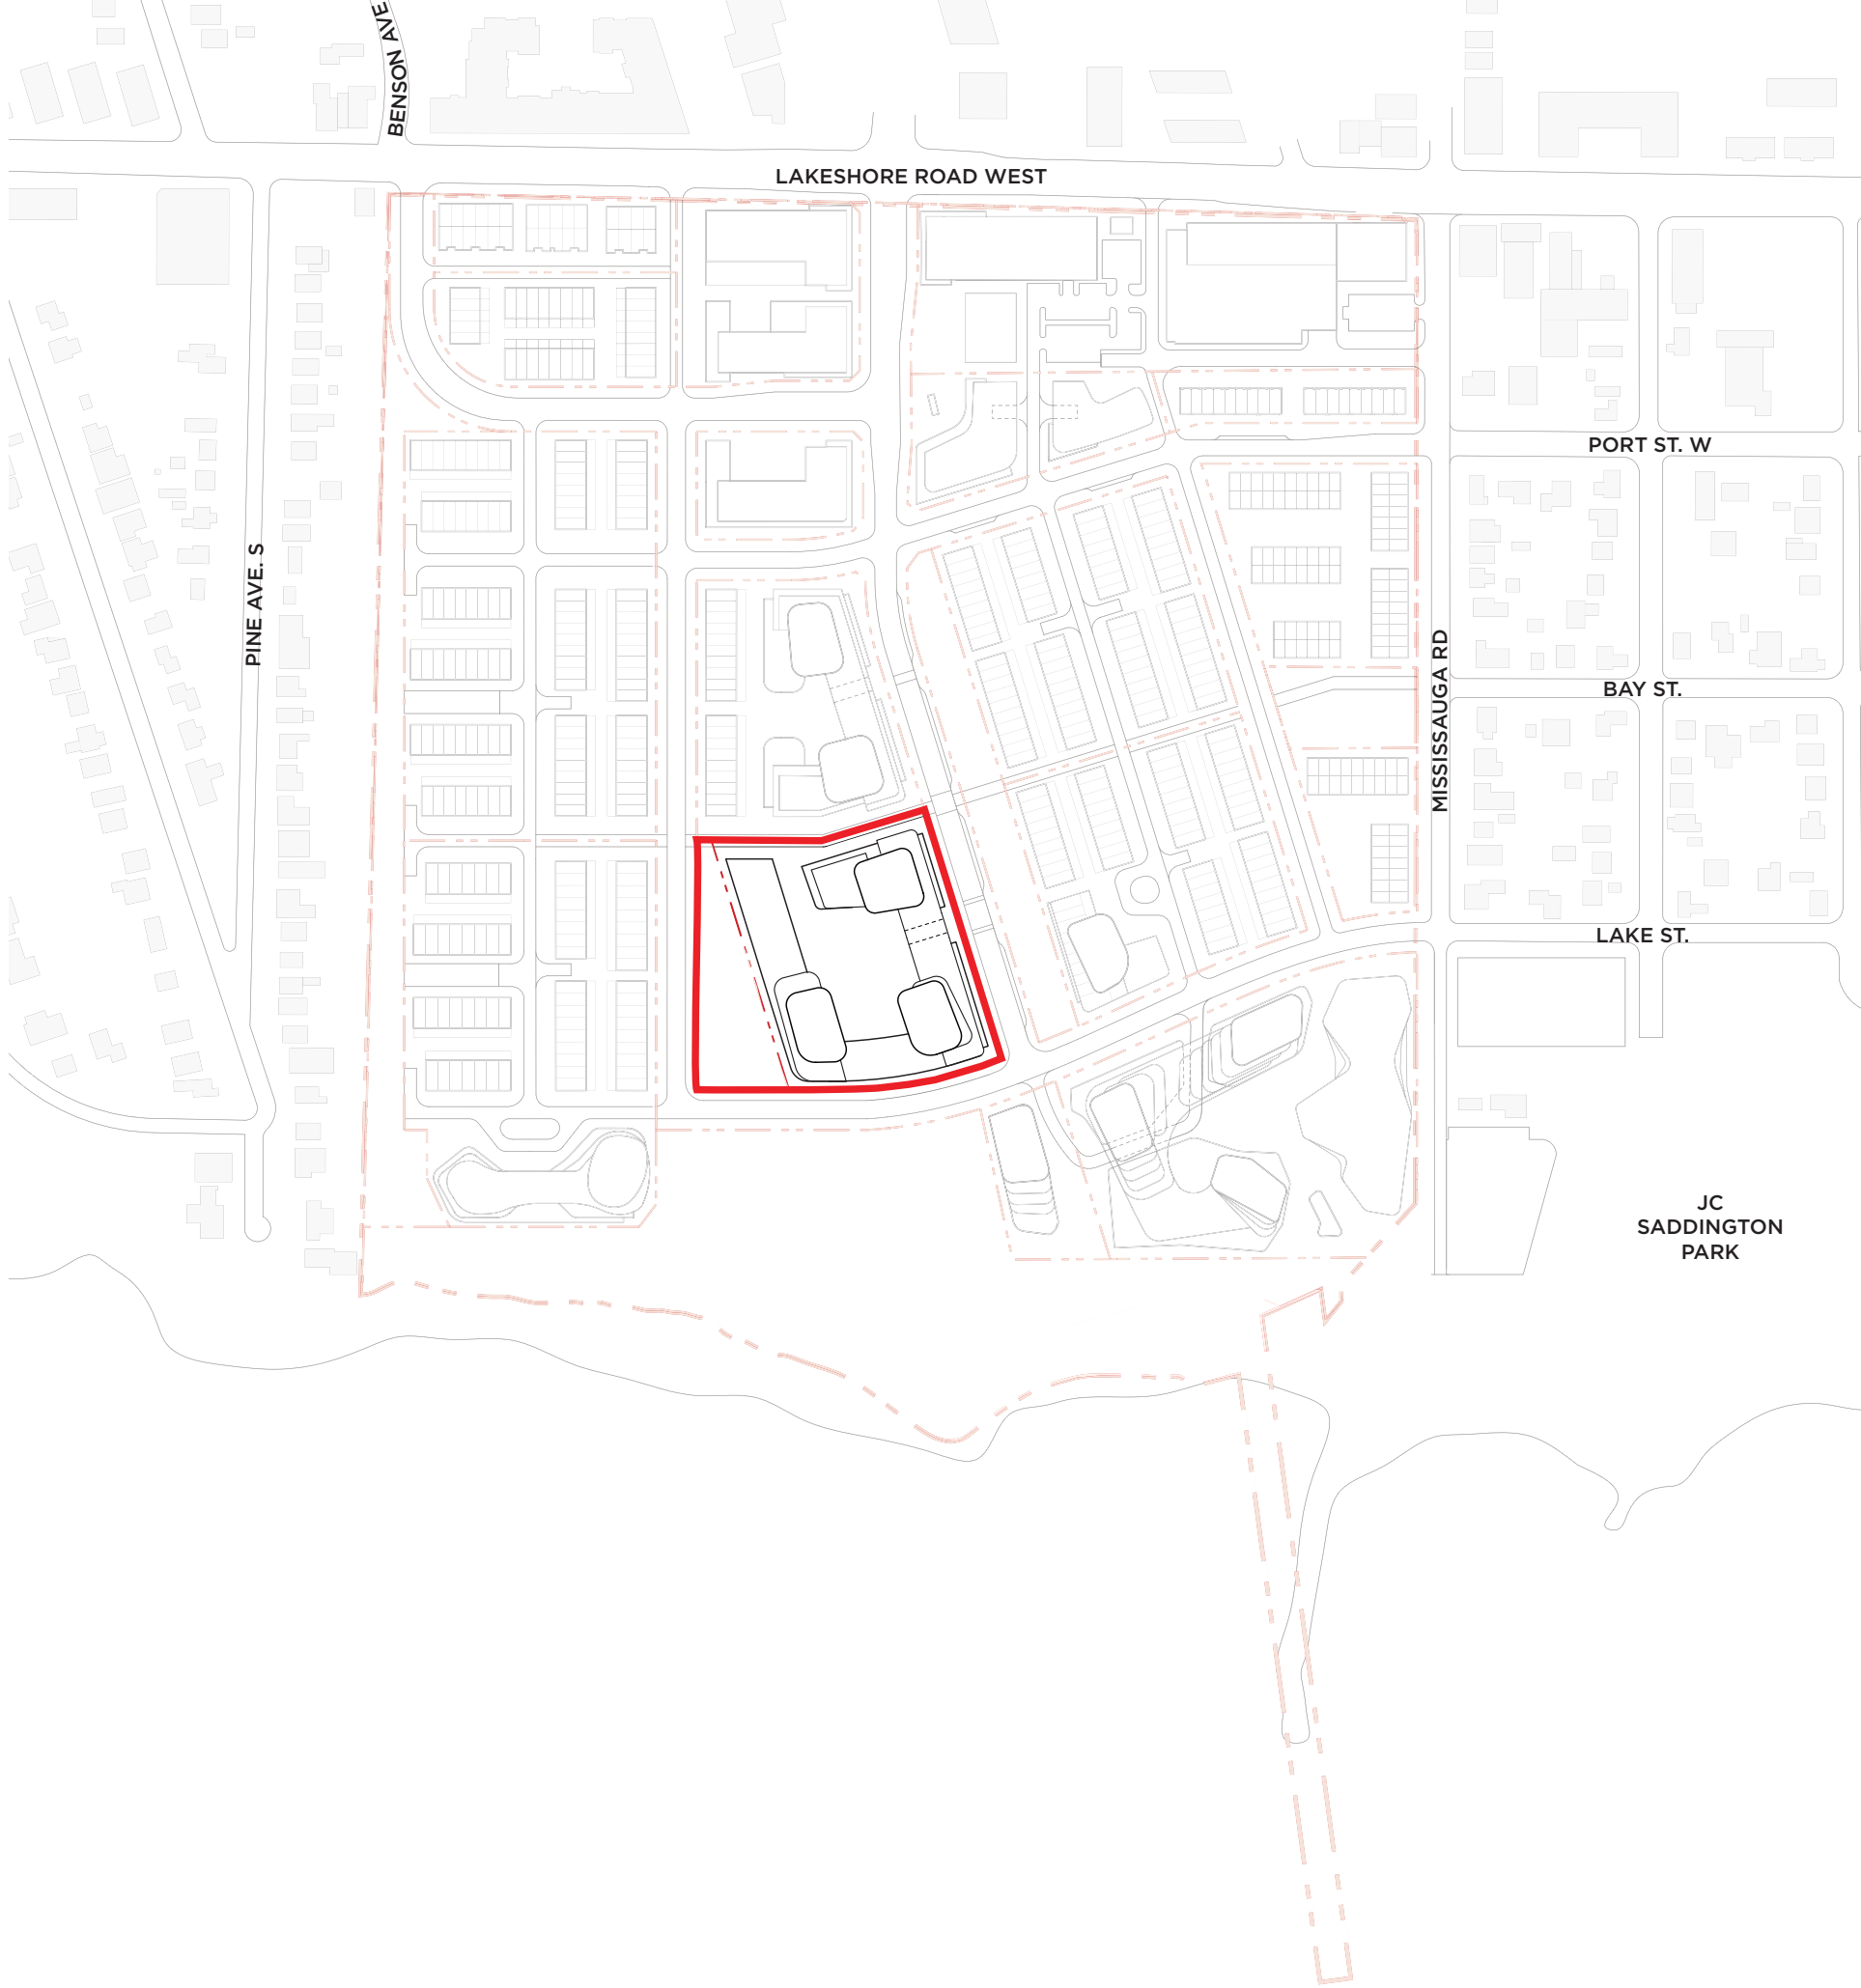 BENSON AVE
LAKESHORE ROAD WEST
PORT ST. W
PINE AVE. S
MISSISSAUGA RD
BAY ST.
LAKE ST.
JC
SADDINGTON
PARK